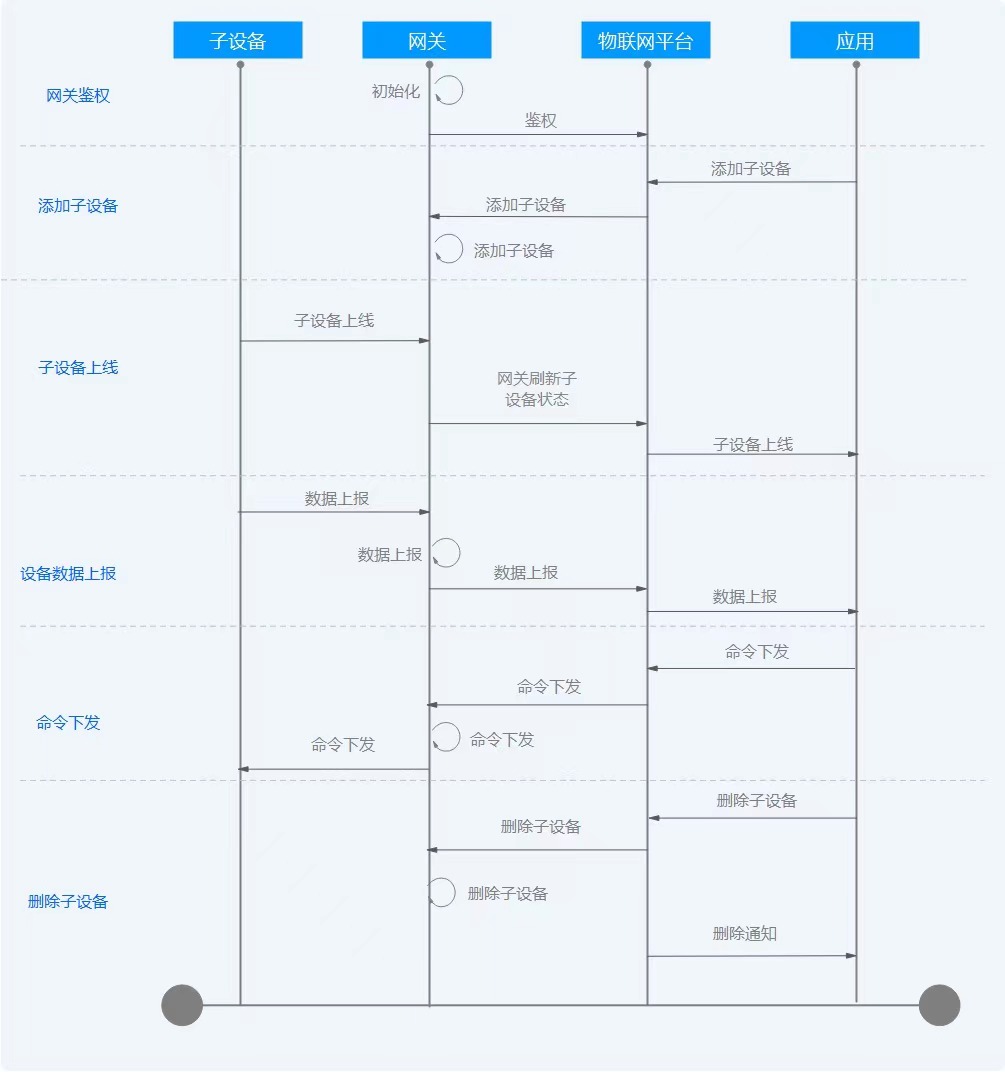 子设备
网关
物联网平台
应用
网关鉴权
初始化
鉴权
添加子设备
添加子设备
添加子设备
添加子设备
子设备上线
子设备上线
网关刷新子
设备状态
子设备上线
数据上报
设备数据上报
数据上报
数据上报
数据上报
命令下发
命令下发
命令下发
命令下发
命令下发
删除子设备
删除子设备
删除子设备
删除子设备
删除通知